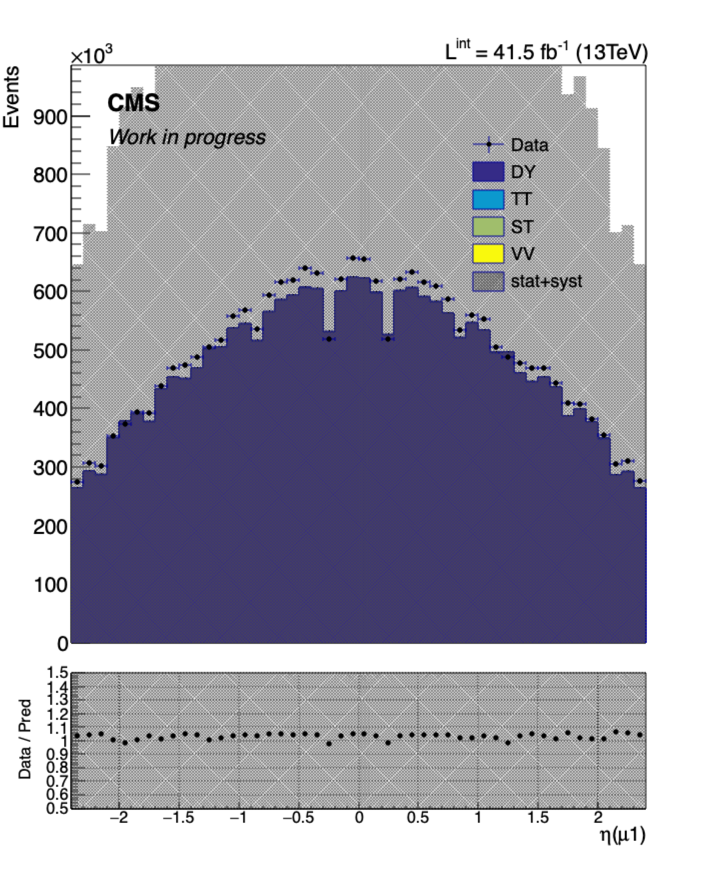 ×10³
L^int = 41.5 fb⁻¹ (13TeV)
Events
CMS
Work in progress
Data
DY
TT
ST
VV
stat+syst
900
800
700
600
500
400
300
200
100
0
Data / Pred
1.5
1.4
1.3
1.2
1.1
1
0.9
0.8
0.7
0.6
0.5
−2
−1.5
−1
−0.5
0
0.5
1
1.5
2
η(μ1)